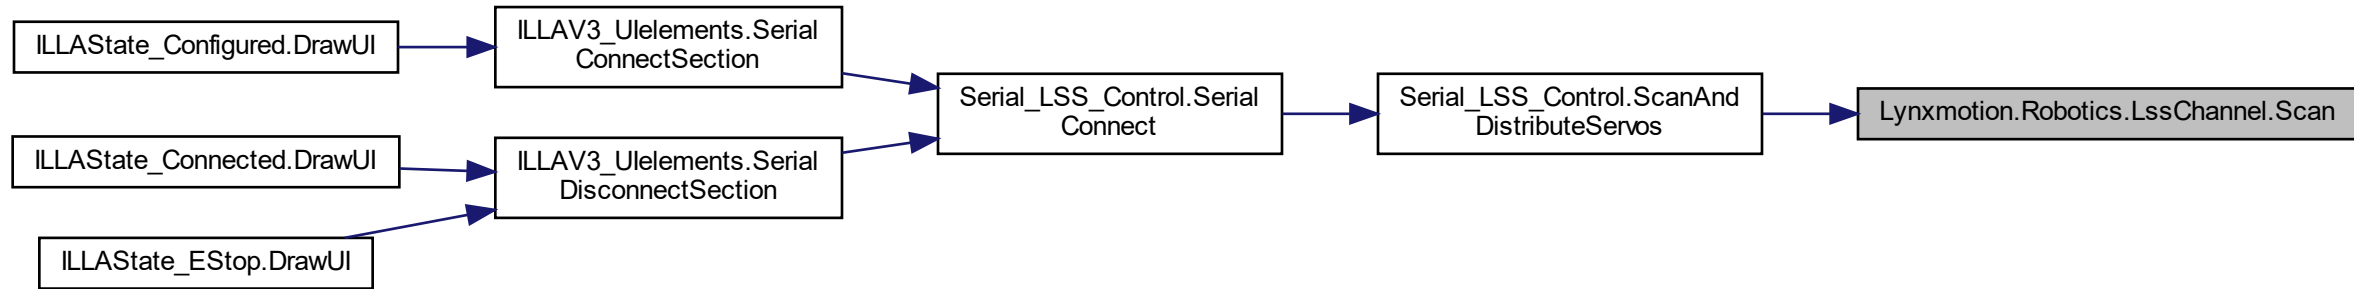 ILLAState_Configured.DrawUI
ILLAV3_UIelements.Serial
ConnectSection
ILLAState_Connected.DrawUI
ILLAV3_UIelements.Serial
DisconnectSection
ILLAState_EStop.DrawUI
Serial_LSS_Control.Serial
Connect
Serial_LSS_Control.ScanAnd
DistributeServos
Lynxmotion.Robotics.LssChannel.Scan